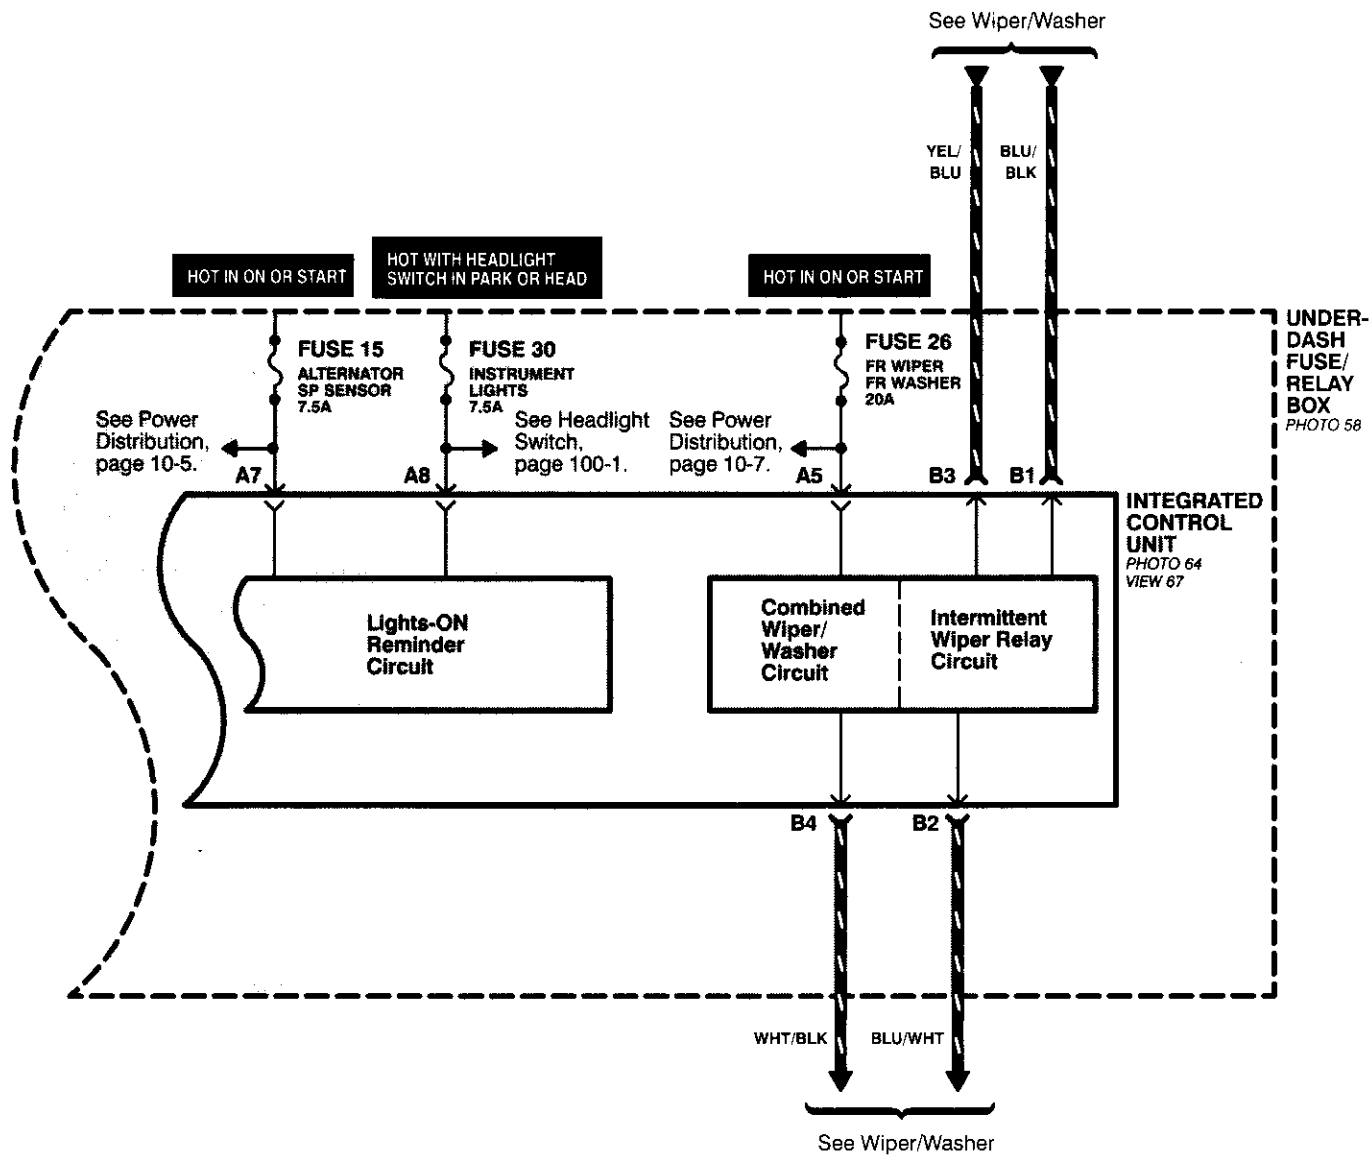 See Wiper/Washer
YEL/
BLU
BLU/
BLK
HOT IN ON OR START
HOT WITH HEADLIGHT
SWITCH IN PARK OR HEAD
HOT IN ON OR START
FUSE 15
ALTERNATOR
SP SENSOR
7.5A
FUSE 30
INSTRUMENT
LIGHTS
7.5A
FUSE 26
FR WIPER
FR WASHER
20A
UNDER-
DASH
FUSE/
RELAY
BOX
PHOTO 58
See Power
Distribution,
page 10-5.
See Headlight
Switch,
page 100-1.
See Power
Distribution,
page 10-7.
A7
A8
A5
B3
B1
INTEGRATED
CONTROL
UNIT
PHOTO 64
VIEW 67
Lights-ON
Reminder
Circuit
Combined
Wiper/
Washer
Circuit
Intermittent
Wiper Relay
Circuit
B4
B2
WHT/BLK
BLU/WHT
See Wiper/Washer